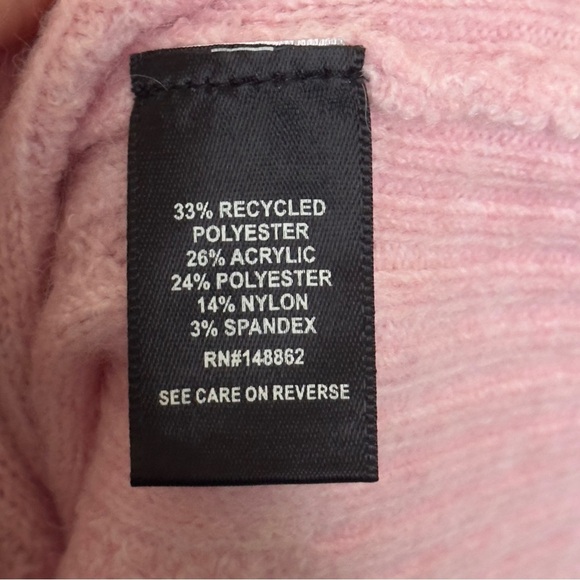 33% RECYCLED
POLYESTER
26% ACRYLIC
24% POLYESTER
14% NYLON
3% SPANDEX
RN#148862
SEE CARE ON REVERSE